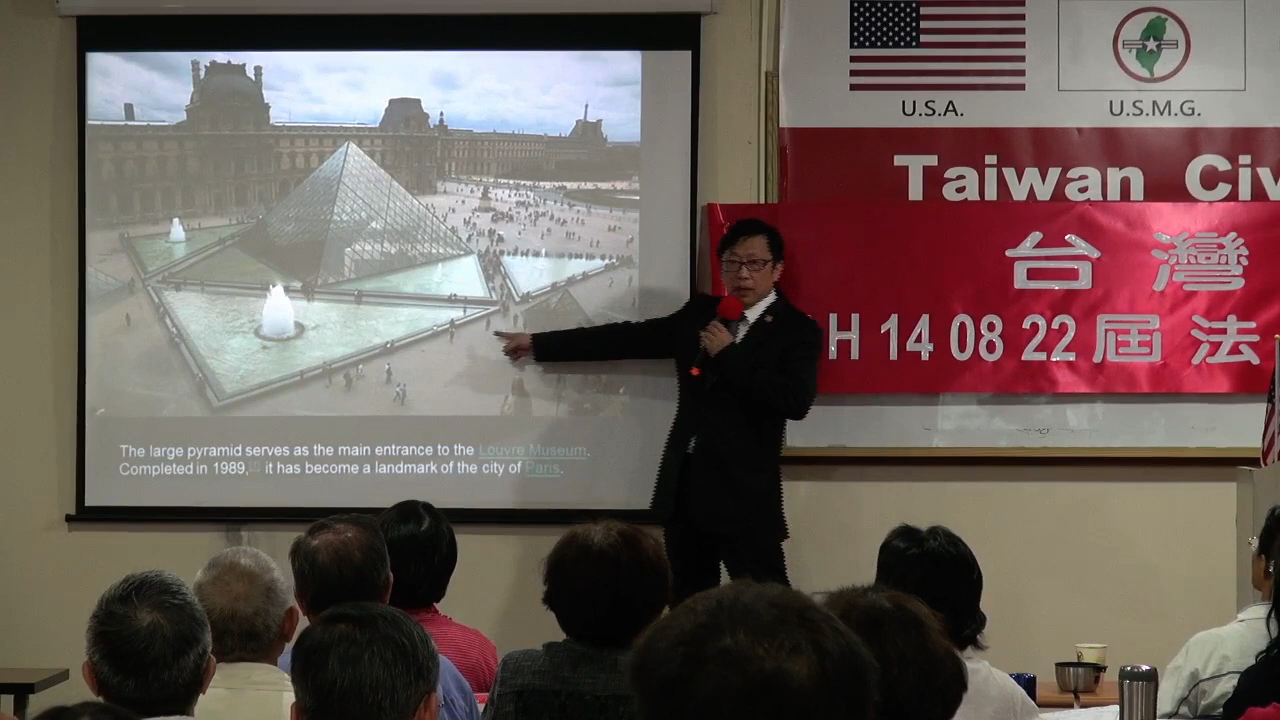 The large pyramid serves as the main entrance to the Louvre Museum.
Completed in 1989, it has become a landmark of the city of Paris.
U.S.A.
U.S.M.G.
Taiwan Civ
台灣
H 14 08 22 屆法